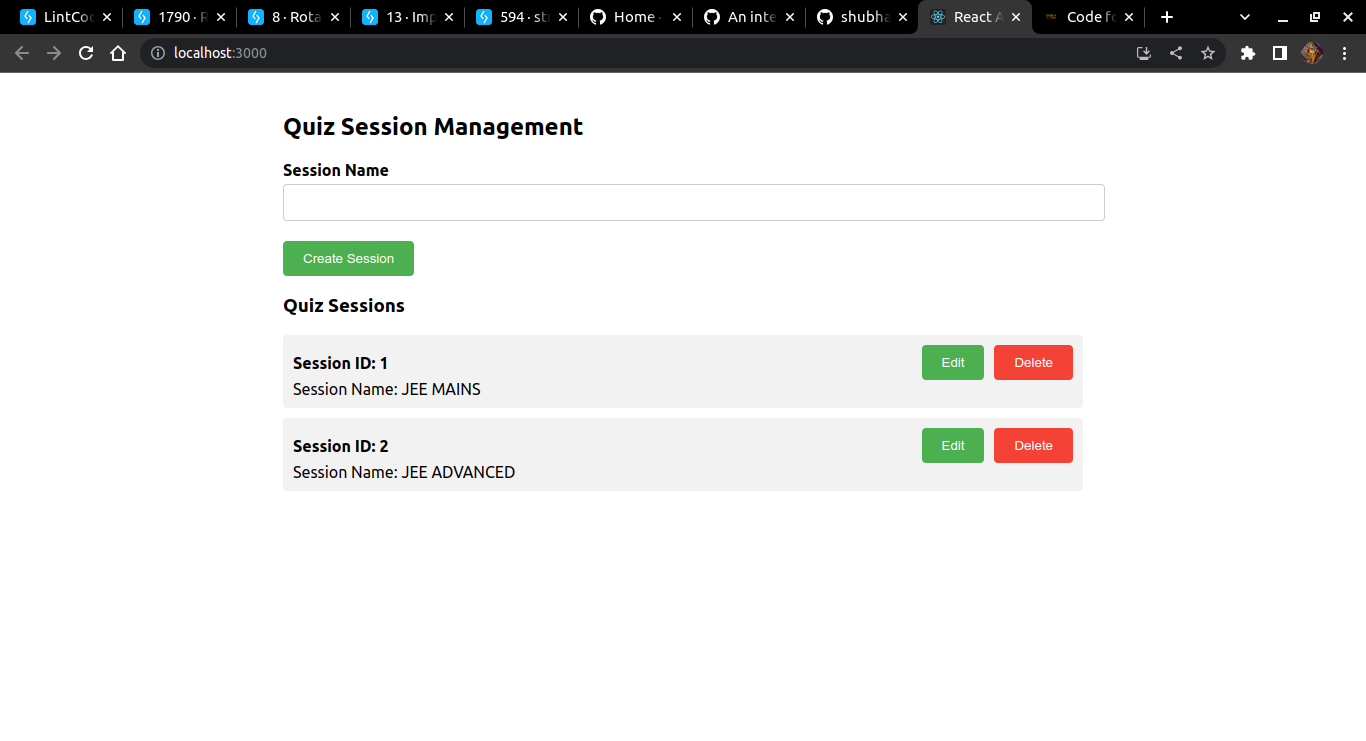 LintCoc
1790 · R
8 · Rota
13 · Imp
594 · st
Home ·
An inte
shubha
React A
Code fo
localhost:3000
Quiz Session Management
Session Name
Create Session
Quiz Sessions
Session ID: 1
Edit
Delete
Session Name: JEE MAINS
Session ID: 2
Edit
Delete
Session Name: JEE ADVANCED